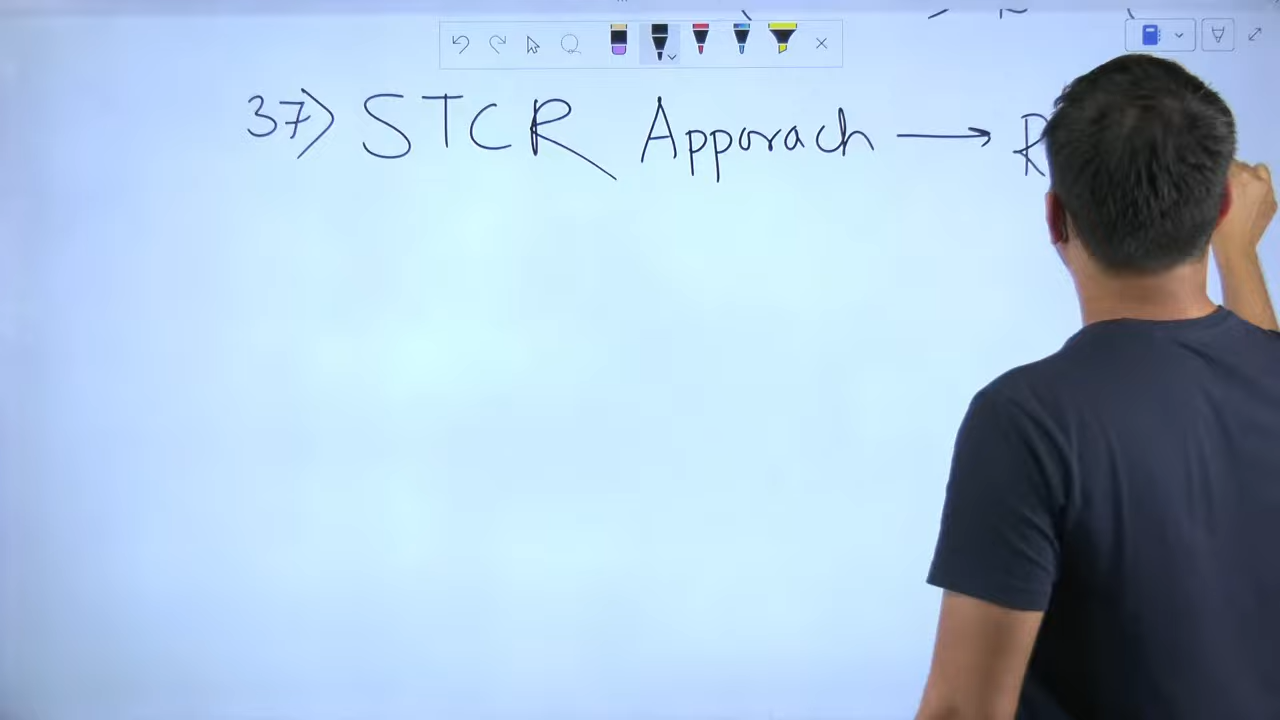 37) STCR Apporach → R